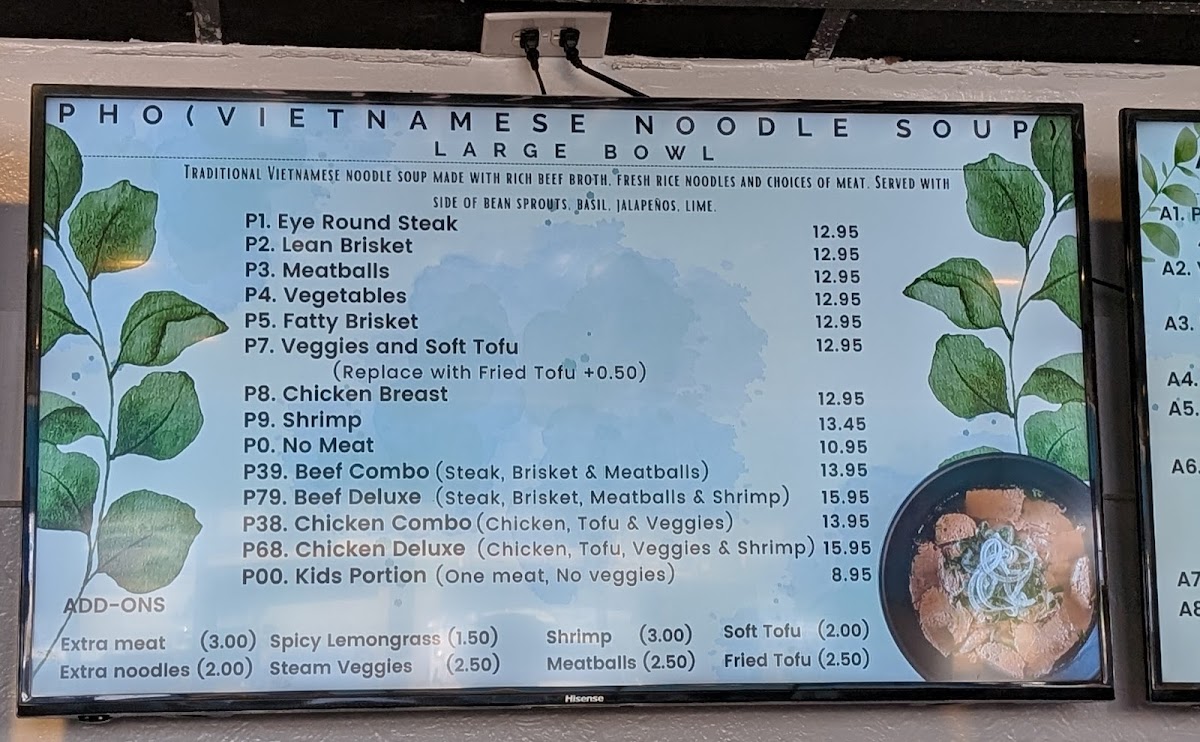 PHO(VIETNAMESE NOODLE SOUP)
LARGE BOWL
TRADITIONAL VIETNAMESE NOODLE SOUP MADE WITH RICH BEEF BROTH, FRESH RICE NOODLES AND CHOICES OF MEAT. SERVED WITH
SIDE OF BEAN SPROUTS, BASIL, JALAPEÑOS, LIME.
P1. Eye Round Steak 12.95
P2. Lean Brisket 12.95
P3. Meatballs 12.95
P4. Vegetables 12.95
P5. Fatty Brisket 12.95
P7. Veggies and Soft Tofu 12.95
(Replace with Fried Tofu +0.50)
P8. Chicken Breast 12.95
P9. Shrimp 13.45
P0. No Meat 10.95
P39. Beef Combo (Steak, Brisket & Meatballs) 13.95
P79. Beef Deluxe (Steak, Brisket, Meatballs & Shrimp) 15.95
P38. Chicken Combo (Chicken, Tofu & Veggies) 13.95
P68. Chicken Deluxe (Chicken, Tofu, Veggies & Shrimp) 15.95
P00. Kids Portion (One meat, No veggies) 8.95
ADD-ONS
Extra meat (3.00) Spicy Lemongrass (1.50) Shrimp (3.00) Soft Tofu (2.00)
Extra noodles (2.00) Steam Veggies (2.50) Meatballs (2.50) Fried Tofu (2.50)
Hisense
A1. P
A2.
A3.
A4.
A5.
A6.
A7
A8